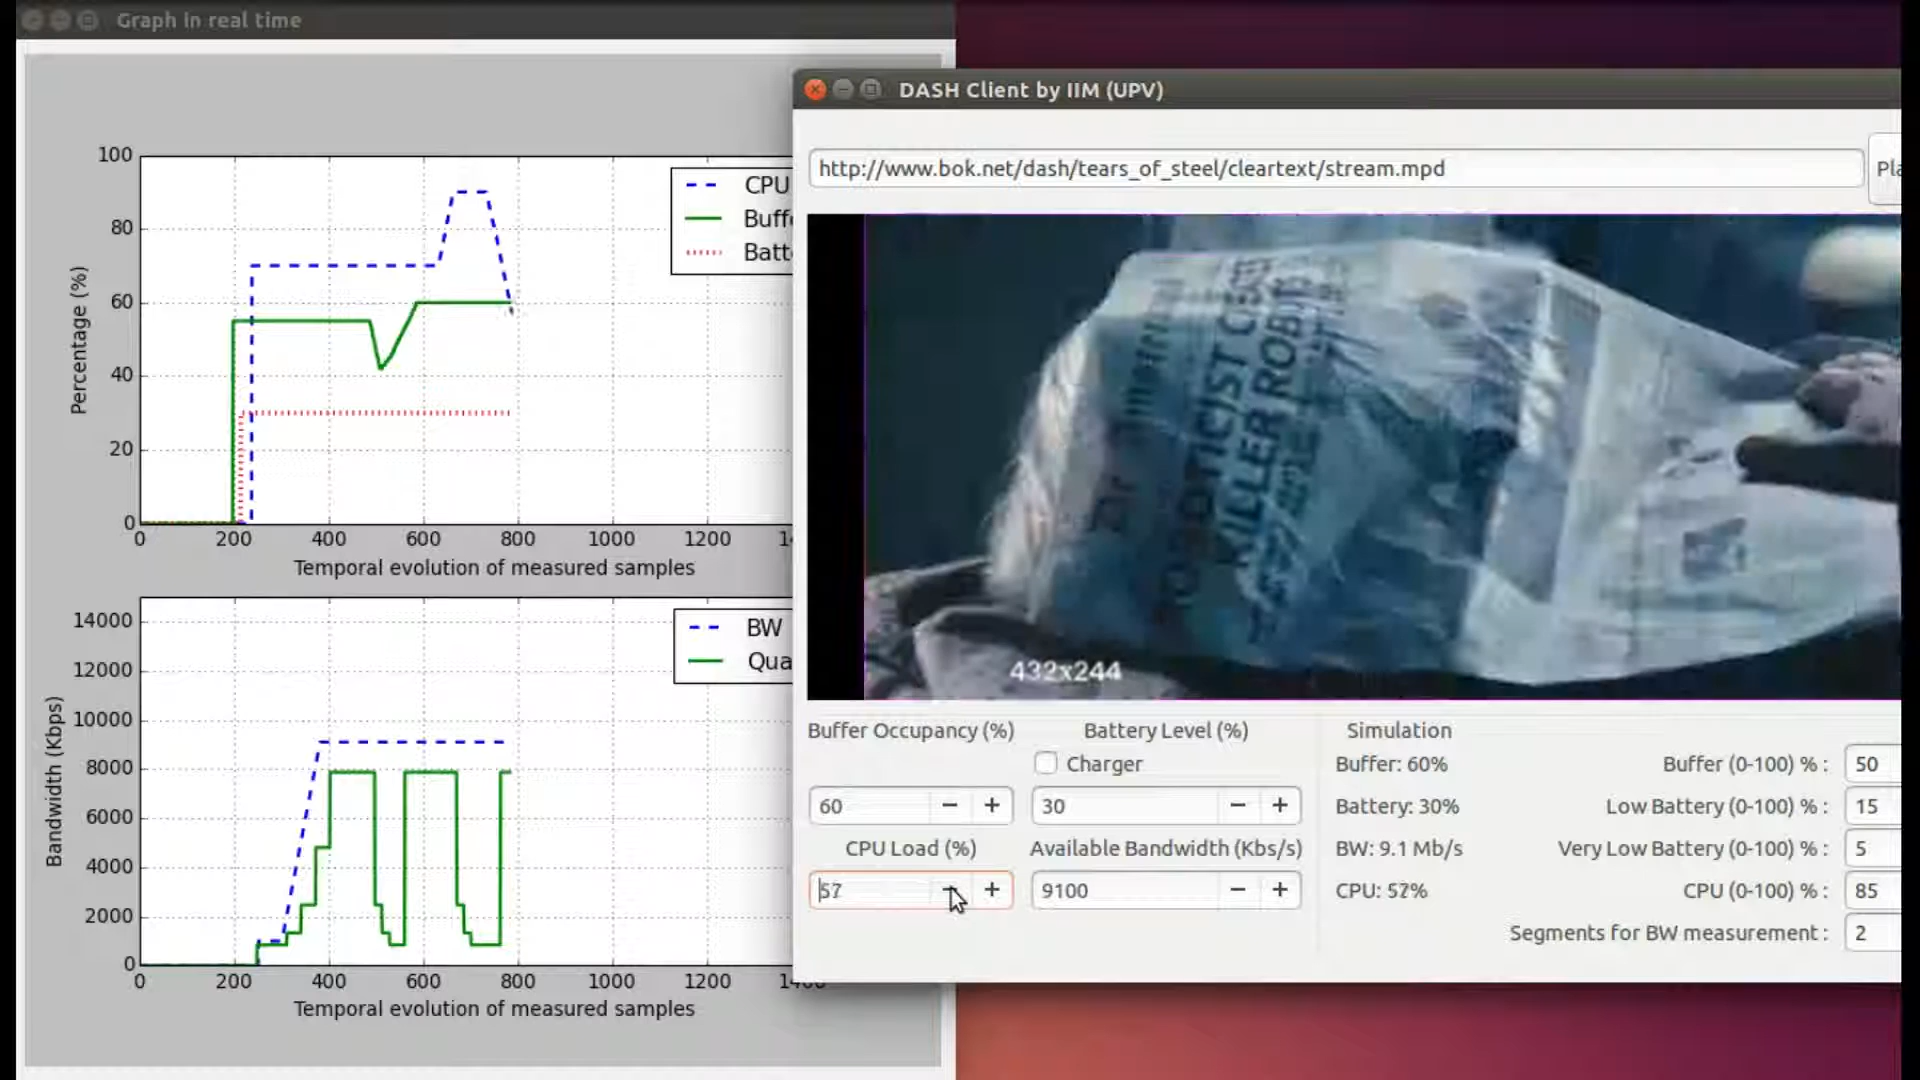 Graph in real time
100
80
60
40
20
0
Percentage (%)
CPU
Buff
Batt
0 200 400 600 800 1000 1200
Temporal evolution of measured samples
14000
12000
10000
8000
6000
4000
2000
0
Bandwidth (Kbps)
BW
Qua
0 200 400 600 800 1000 1200 1400
Temporal evolution of measured samples
DASH Client by IIM (UPV)
http://www.bok.net/dash/tears_of_steel/cleartext/stream.mpd
Pla
KILLER ROBO
432x244
Buffer Occupancy (%) Battery Level (%) Simulation
Charger Buffer: 60% Buffer (0-100) % : 50
60 − + 30 − + Battery: 30% Low Battery (0-100) % : 15
CPU Load (%) Available Bandwidth (Kbs/s) BW: 9.1 Mb/s Very Low Battery (0-100) % : 5
57 − + 9100 − + CPU: 57% CPU (0-100) % : 85
Segments for BW measurement : 2